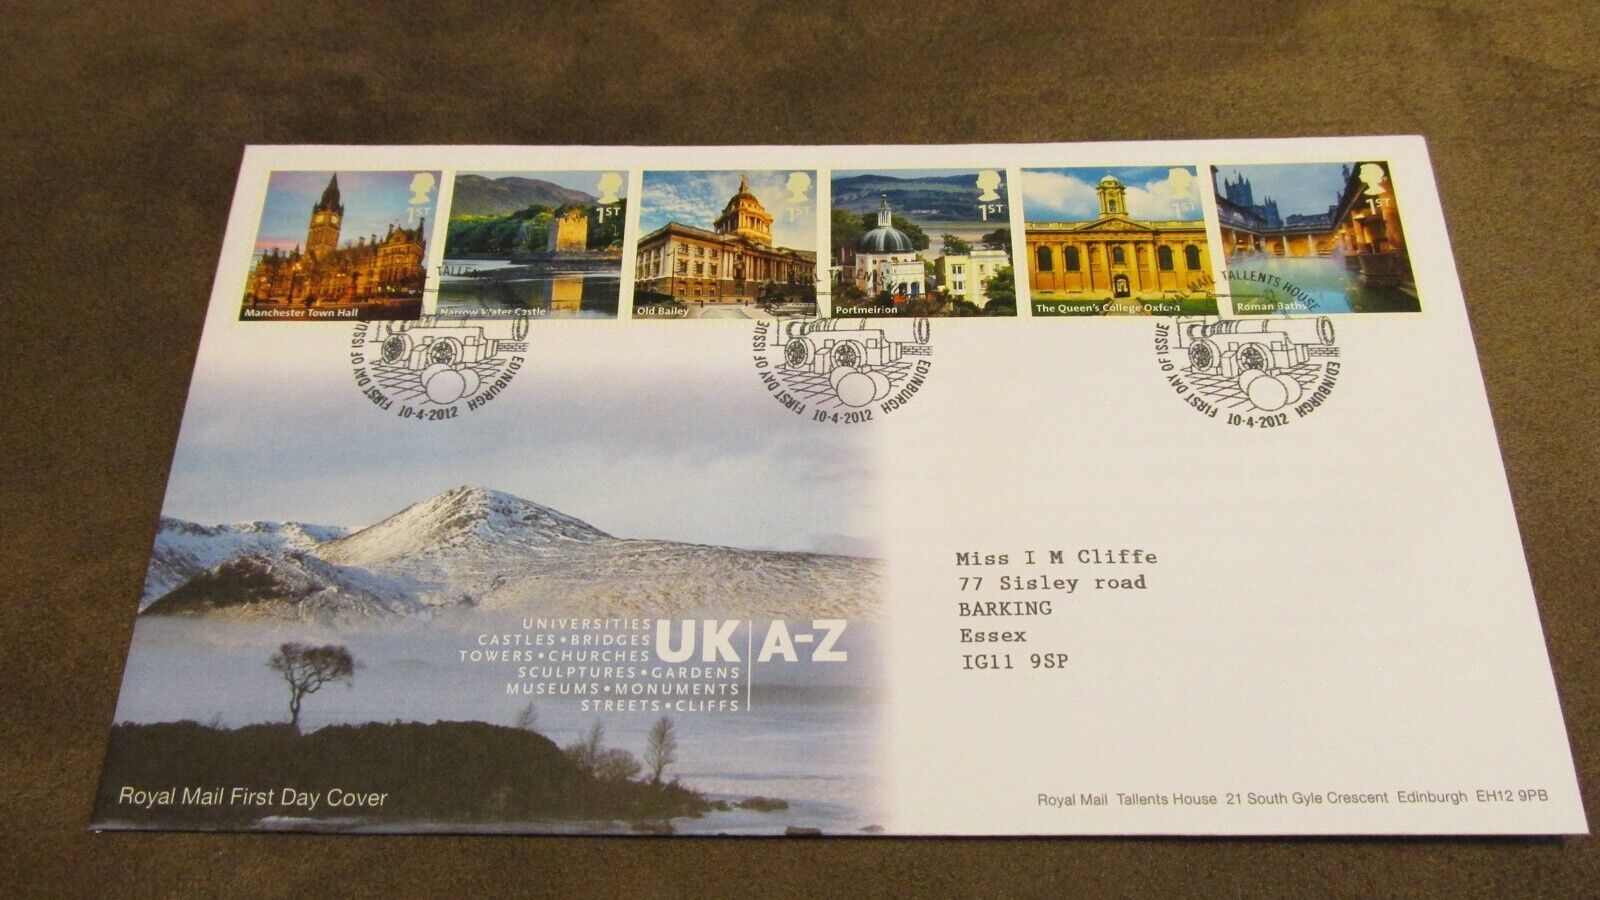 1ST
1ST
1ST
1ST
1ST
1ST
Manchester Town Hall
Narrow Water Castle
Old Bailey
Portmeirion
The Queen's College Oxford
Roman Baths
TALLENTS HOUSE
FIRST DAY OF ISSUE
EDINBURGH
10-4-2012
FIRST DAY OF ISSUE
EDINBURGH
10-4-2012
MAIL TALLENTS HOUSE
FIRST DAY OF ISSUE
EDINBURGH
10-4-2012
Miss I M Cliffe
77 Sisley road
BARKING
Essex
IG11 9SP
UNIVERSITIES
CASTLES • BRIDGES
TOWERS • CHURCHES
SCULPTURES • GARDENS
MUSEUMS • MONUMENTS
STREETS • CLIFFS
UK A-Z
Royal Mail First Day Cover
Royal Mail Tallents House 21 South Gyle Crescent Edinburgh EH12 9PB